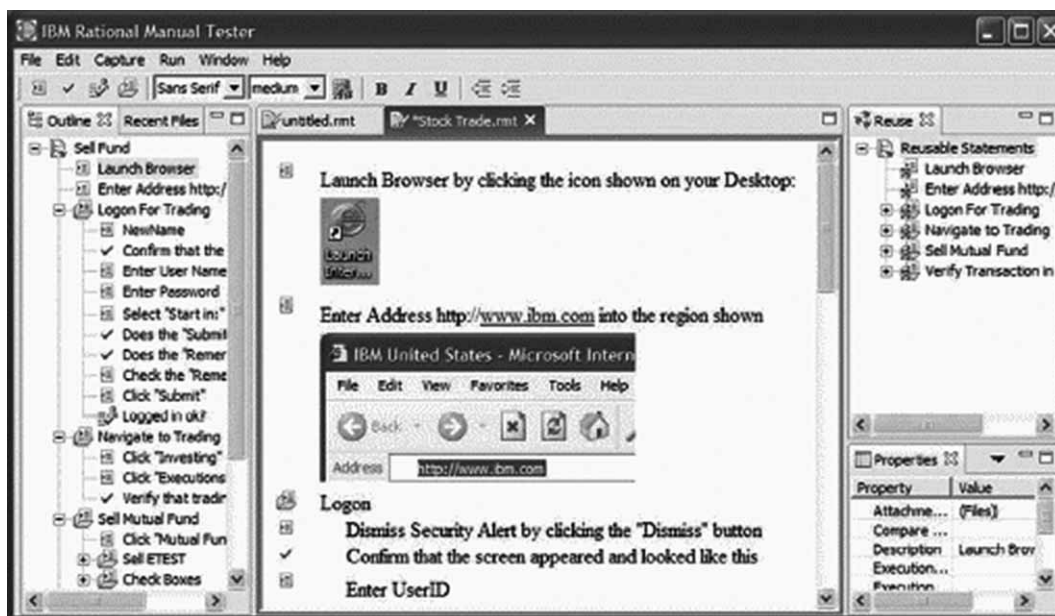 IBM Rational Manual Tester
File Edit Capture Run Window Help
Sans Serif medium B I U
Outline Recent Files
Sell Fund
Launch Browser
Enter Address http:/
Logon For Trading
NewName
Confirm that the
Enter User Name
Enter Password
Select "Start in:"
Does the "Submit
Does the "Remer
Check the "Reme
Click "Submit"
Logged in ok?
Navigate to Trading
Click "Investing"
Click "Executions
Verify that tradin
Sell Mutual Fund
Click "Mutual Fun
Sell ETEST
Check Boxes
untitled.rmt *Stock Trade.rmt
Launch Browser by clicking the icon shown on your Desktop:
Launch
Inter...
Enter Address http://www.ibm.com into the region shown
IBM United States - Microsoft Intern
File Edit View Favorites Tools Help
Back
Address http://www.ibm.com
Logon
Dismiss Security Alert by clicking the "Dismiss" button
Confirm that the screen appeared and looked like this
Enter UserID
Reuse
Reusable Statements
Launch Browser
Enter Address http:/
Logon For Trading
Navigate to Trading
Sell Mutual Fund
Verify Transaction in
Properties
Property Value
Attachme... (Files)
Compare ...
Description Launch Brov
Execution...
Execution